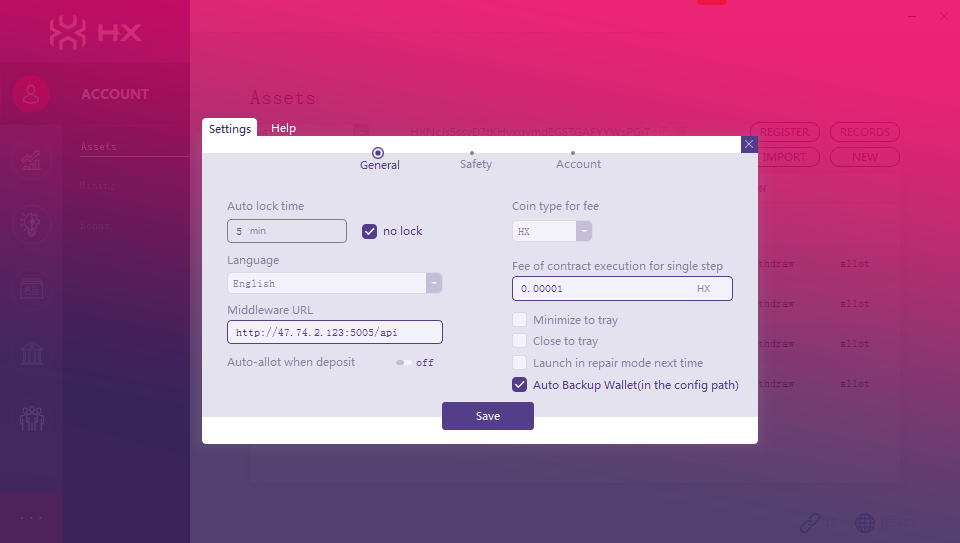 HX
ACCOUNT
Assets
Mining
Bonus
Assets
REGISTER
RECORDS
IMPORT
NEW
Settings
Help
General
Safety
Account
Auto lock time
5 min
no lock
Language
English
Middleware URL
http://47.74.2.123:5005/api
Auto-allot when deposit
off
Coin type for fee
HX
Fee of contract execution for single step
0.00001 HX
Minimize to tray
Close to tray
Launch in repair mode next time
Auto Backup Wallet(in the config path)
Save
thdraw allot
thdraw allot
thdraw allot
thdraw allot